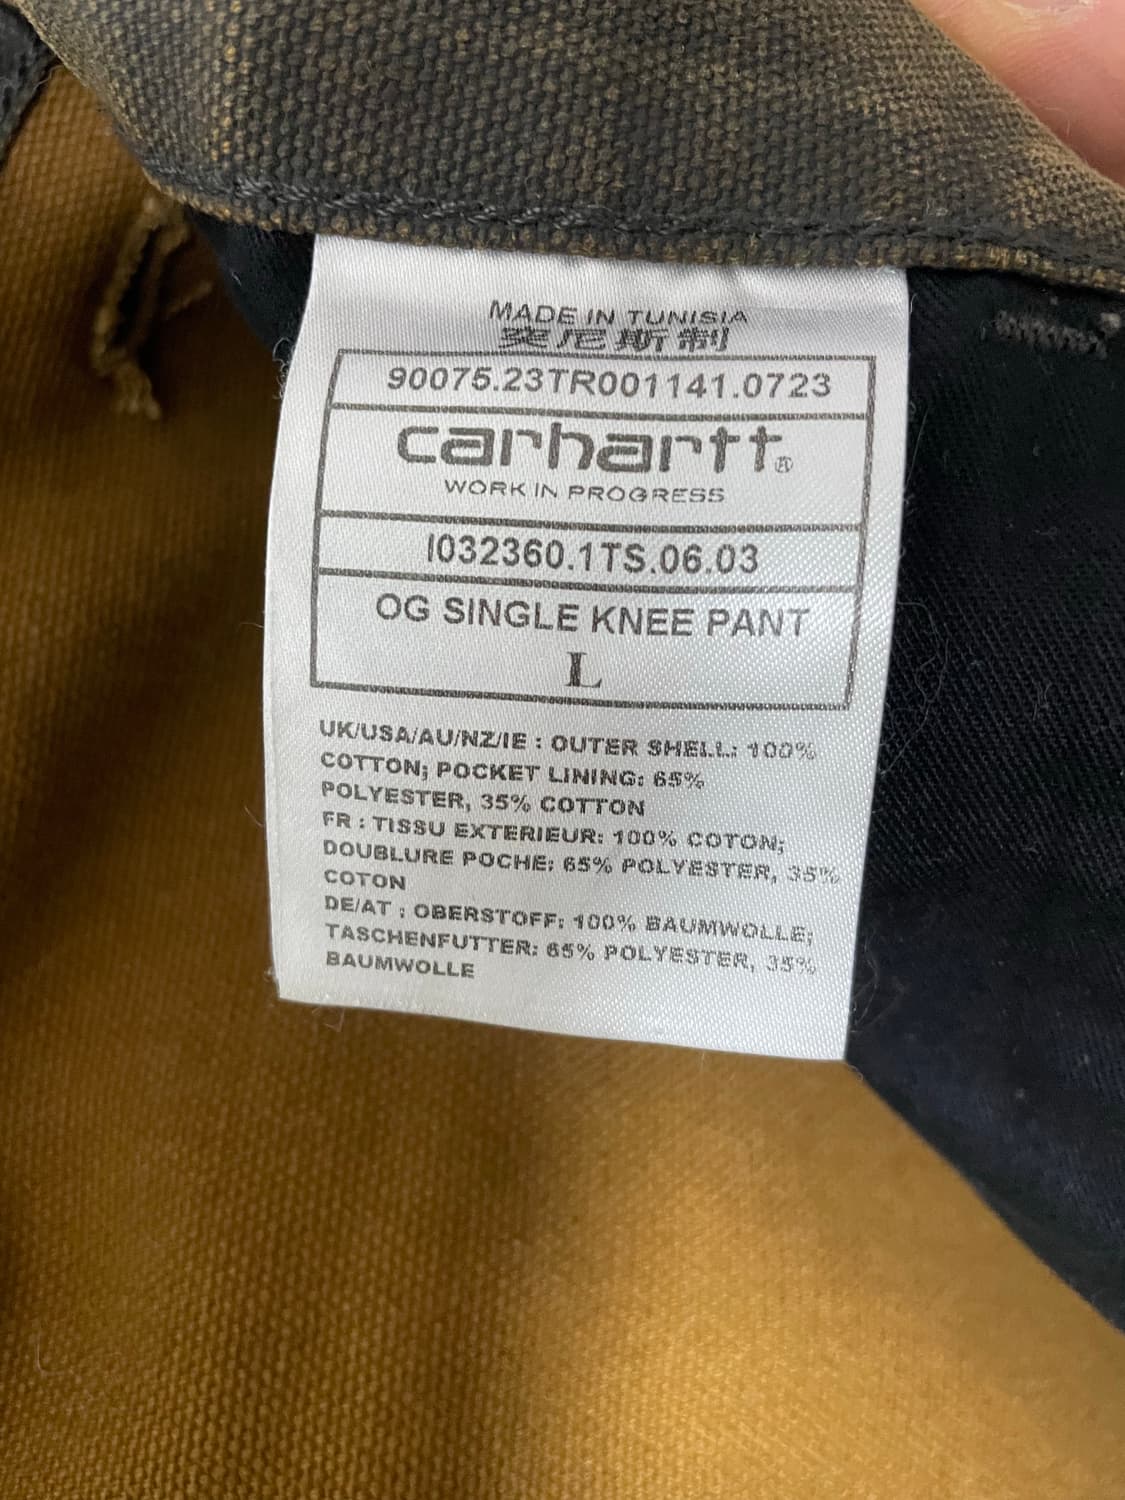 MADE IN TUNISIA
突尼斯制
90075.23TR001141.0723
carhartt®
WORK IN PROGRESS
I032360.1TS.06.03
OG SINGLE KNEE PANT
L
UK/USA/AU/NZ/IE : OUTER SHELL: 100%
COTTON; POCKET LINING: 65%
POLYESTER, 35% COTTON
FR : TISSU EXTERIEUR: 100% COTON;
DOUBLURE POCHE: 65% POLYESTER, 35%
COTON
DE/AT : OBERSTOFF: 100% BAUMWOLLE;
TASCHENFUTTER: 65% POLYESTER, 35%
BAUMWOLLE